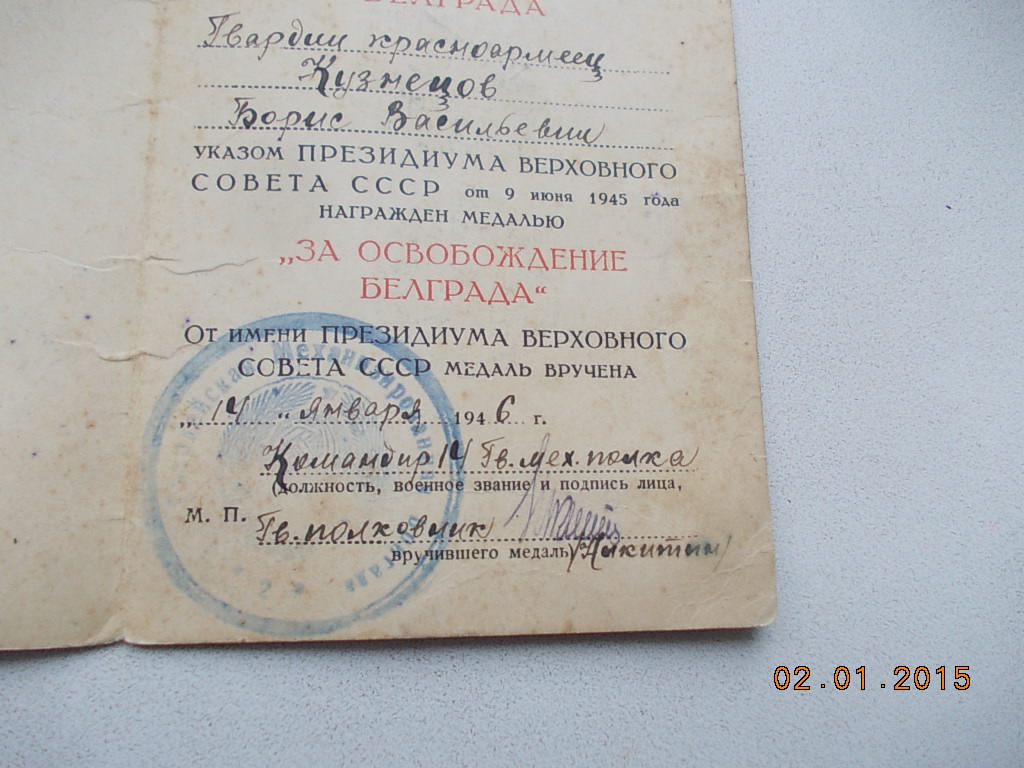 БЕЛГРАДА
Гвардии красноармеец
Кузнецов
Борис Васильевич
УКАЗОМ ПРЕЗИДИУМА ВЕРХОВНОГО
СОВЕТА СССР от 9 июня 1945 года
НАГРАЖДЕН МЕДАЛЬЮ
„ЗА ОСВОБОЖДЕНИЕ
БЕЛГРАДА“
ОТ ИМЕНИ ПРЕЗИДИУМА ВЕРХОВНОГО
СОВЕТА СССР МЕДАЛЬ ВРУЧЕНА
„14 „ января 1946 г.
Командир 14 Гв. мех. полка
(должность, военное звание и подпись лица,
М. П. Гв. полковник
вручившего медаль) /Никитин/
02.01.2015